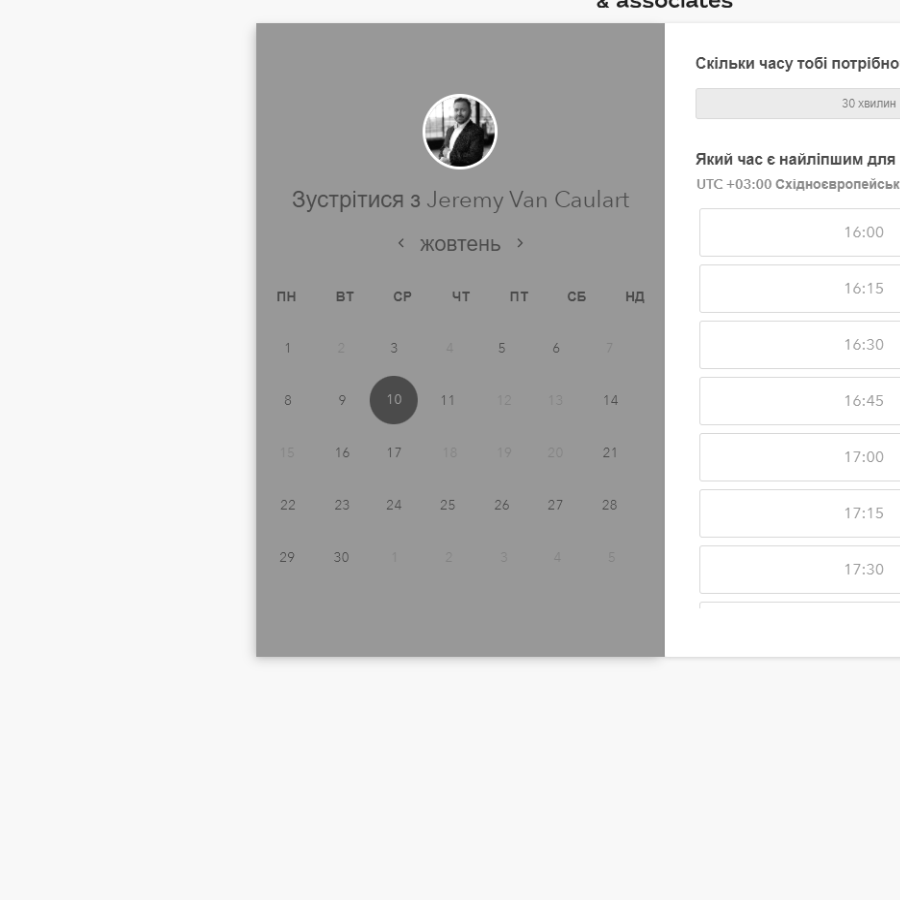 & associates
Зустрітися з Jeremy Van Caulart
жовтень
ПН ВТ СР ЧТ ПТ СБ НД
1 2 3 4 5 6 7
8 9 10 11 12 13 14
15 16 17 18 19 20 21
22 23 24 25 26 27 28
29 30 1 2 3 4 5
Скільки часу тобі потрібно
30 хвилин
Який час є найліпшим для
UTC +03:00 Східноєвропейськ
16:00
16:15
16:30
16:45
17:00
17:15
17:30